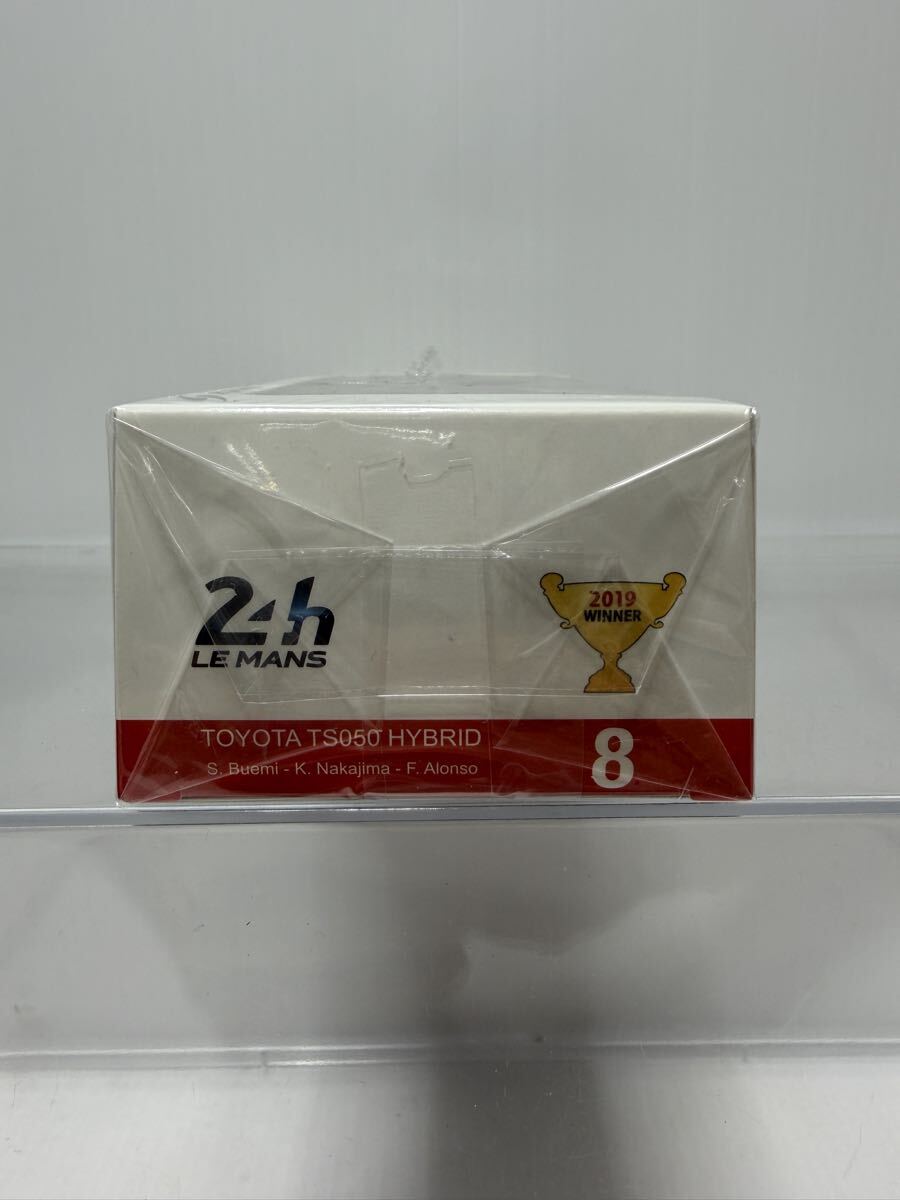 24h
LE MANS
2019
WINNER
TOYOTA TS050 HYBRID
S. Buemi - K. Nakajima - F. Alonso
8